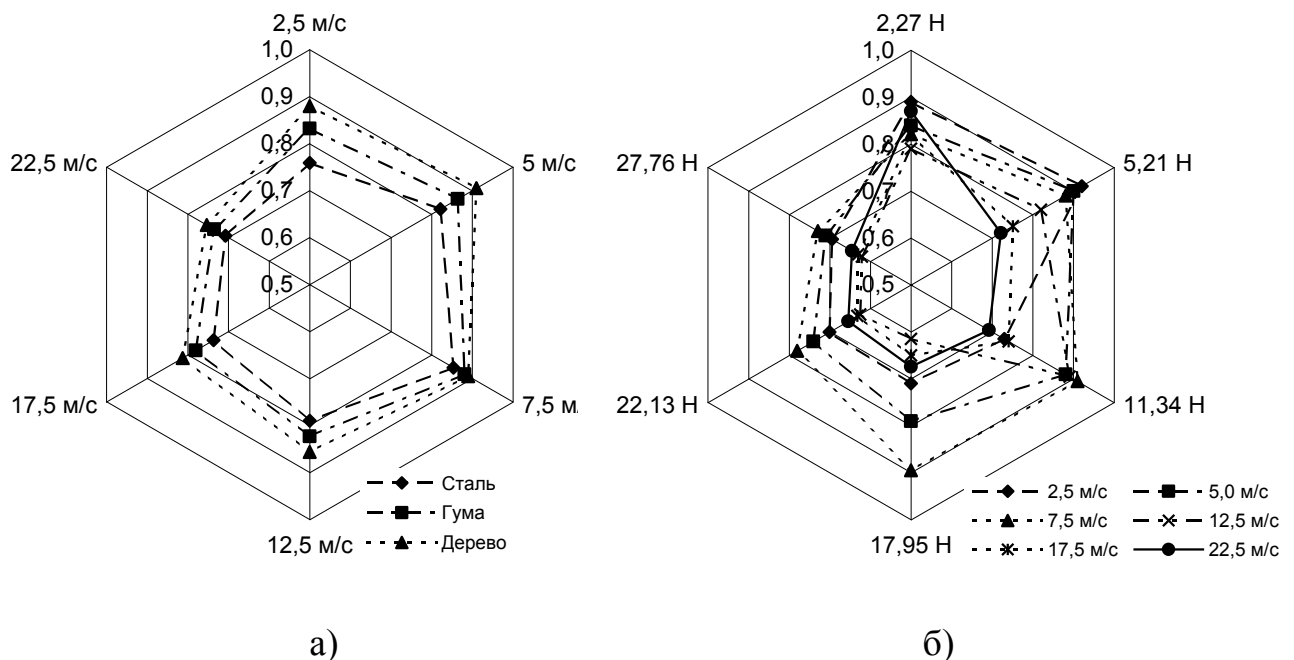 2,5 м/с
1,0
0,9
0,8
0,7
0,6
0,5
5 м/с
7,5 м/
12,5 м/с
17,5 м/с
22,5 м/с
Сталь
Гума
Дерево
а)
2,27 Н
1,0
0,9
0,8
0,7
0,6
0,5
5,21 Н
11,34 Н
17,95 Н
22,13 Н
27,76 Н
2,5 м/с 5,0 м/с
7,5 м/с 12,5 м/с
17,5 м/с 22,5 м/с
б)